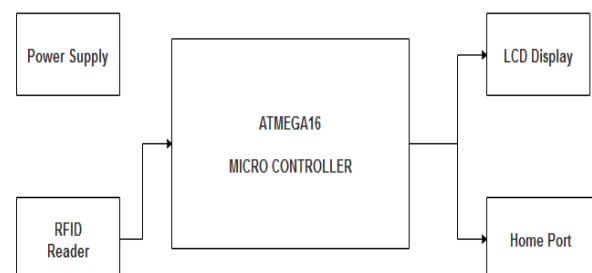 Power Supply
LCD Display
ATMEGA16
MICRO CONTROLLER
RFID
Reader
Home Port